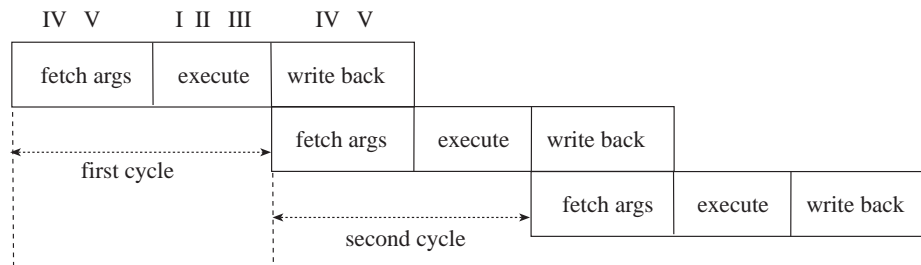 IV V I II III IV V
fetch args execute write back
fetch args execute write back
first cycle
fetch args execute write back
second cycle